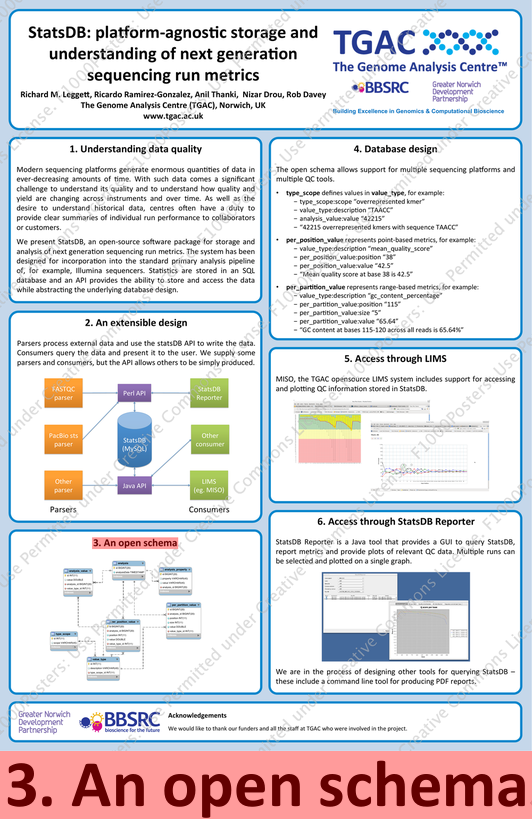 StatsDB: platform-agnostic storage and
understanding of next generation
sequencing run metrics
Richard M. Leggett, Ricardo Ramirez-Gonzalez, Anil Thanki, Nizar Drou, Rob Davey
The Genome Analysis Centre (TGAC), Norwich, UK
www.tgac.ac.uk
TGAC
The Genome Analysis Centre™
BBSRC
Greater Norwich
Development
Partnership
Building Excellence in Genomics & Computational Bioscience
1. Understanding data quality
Modern sequencing platforms generate enormous quantities of data in
ever-decreasing amounts of time. With such data comes a significant
challenge to understand its quality and to understand how quality and
yield are changing across instruments and over time. As well as the
desire to understand historical data, centres often have a duty to
provide clear summaries of individual run performance to collaborators
or customers.
We present StatsDB, an open-source software package for storage and
analysis of next generation sequencing run metrics. The system has been
designed for incorporation into the standard primary analysis pipeline
of, for example, Illumina sequencers. Statistics are stored in an SQL
database and an API provides the ability to store and access the data
while abstracting the underlying database design.
2. An extensible design
Parsers process external data and use the statsDB API to write the data.
Consumers query the data and present it to the user. We supply some
parsers and consumers, but the API allows others to be simply produced.
FASTQC
parser
Perl API
StatsDB
Reporter
PacBio sts
parser
StatsDB
(MySQL)
Other
consumer
Other
parser
Java API
LIMS
(eg. MISO)
Parsers
Consumers
3. An open schema
4. Database design
The open schema allows support for multiple sequencing platforms and
multiple QC tools.
• type_scope defines values in value_type, for example:
– type_scope:scope "overrepresented kmer"
– value_type:description "TAACC"
– analysis_value:value "42215"
– "42215 overrepresented kmers with sequence TAACC"
• per_position_value represents point-based metrics, for example:
– value_type:description "mean_quality_score"
– per_position_value:position "38"
– per_position_value:value "42.5"
– "Mean quality score at base 38 is 42.5"
• per_partition_value represents range-based metrics, for example:
– value_type:description "gc_content_percentage"
– per_partition_value:position "115"
– per_partition_value:size "5"
– per_partition_value:value "65.64"
– "GC content at bases 115-120 across all reads is 65.64%"
5. Access through LIMS
MISO, the TGAC opensource LIMS system includes support for accessing
and plotting QC information stored in StatsDB.
6. Access through StatsDB Reporter
StatsDB Reporter is a Java tool that provides a GUI to query StatsDB,
report metrics and provide plots of relevant QC data. Multiple runs can
be selected and plotted on a single graph.
We are in the process of designing other tools for querying StatsDB –
these include a command line tool for producing PDF reports.
Greater Norwich
Development
Partnership
BBSRC
bioscience for the future
Acknowledgements
We would like to thank our funders and all the staff at TGAC who were involved in the project.
3. An open schema